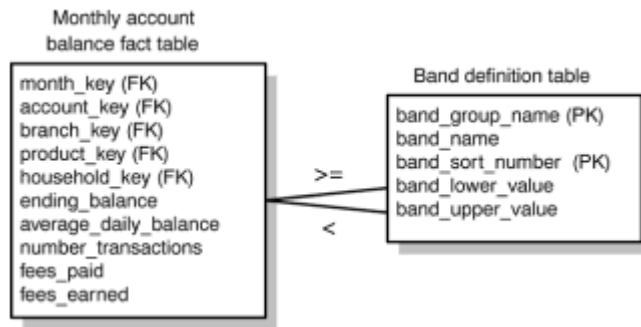 Monthly account
balance fact table
month_key (FK)
account_key (FK)
branch_key (FK)
product_key (FK)
household_key (FK)
ending_balance
average_daily_balance
number_transactions
fees_paid
fees_earned
>=
<
Band definition table
band_group_name (PK)
band_name
band_sort_number (PK)
band_lower_value
band_upper_value